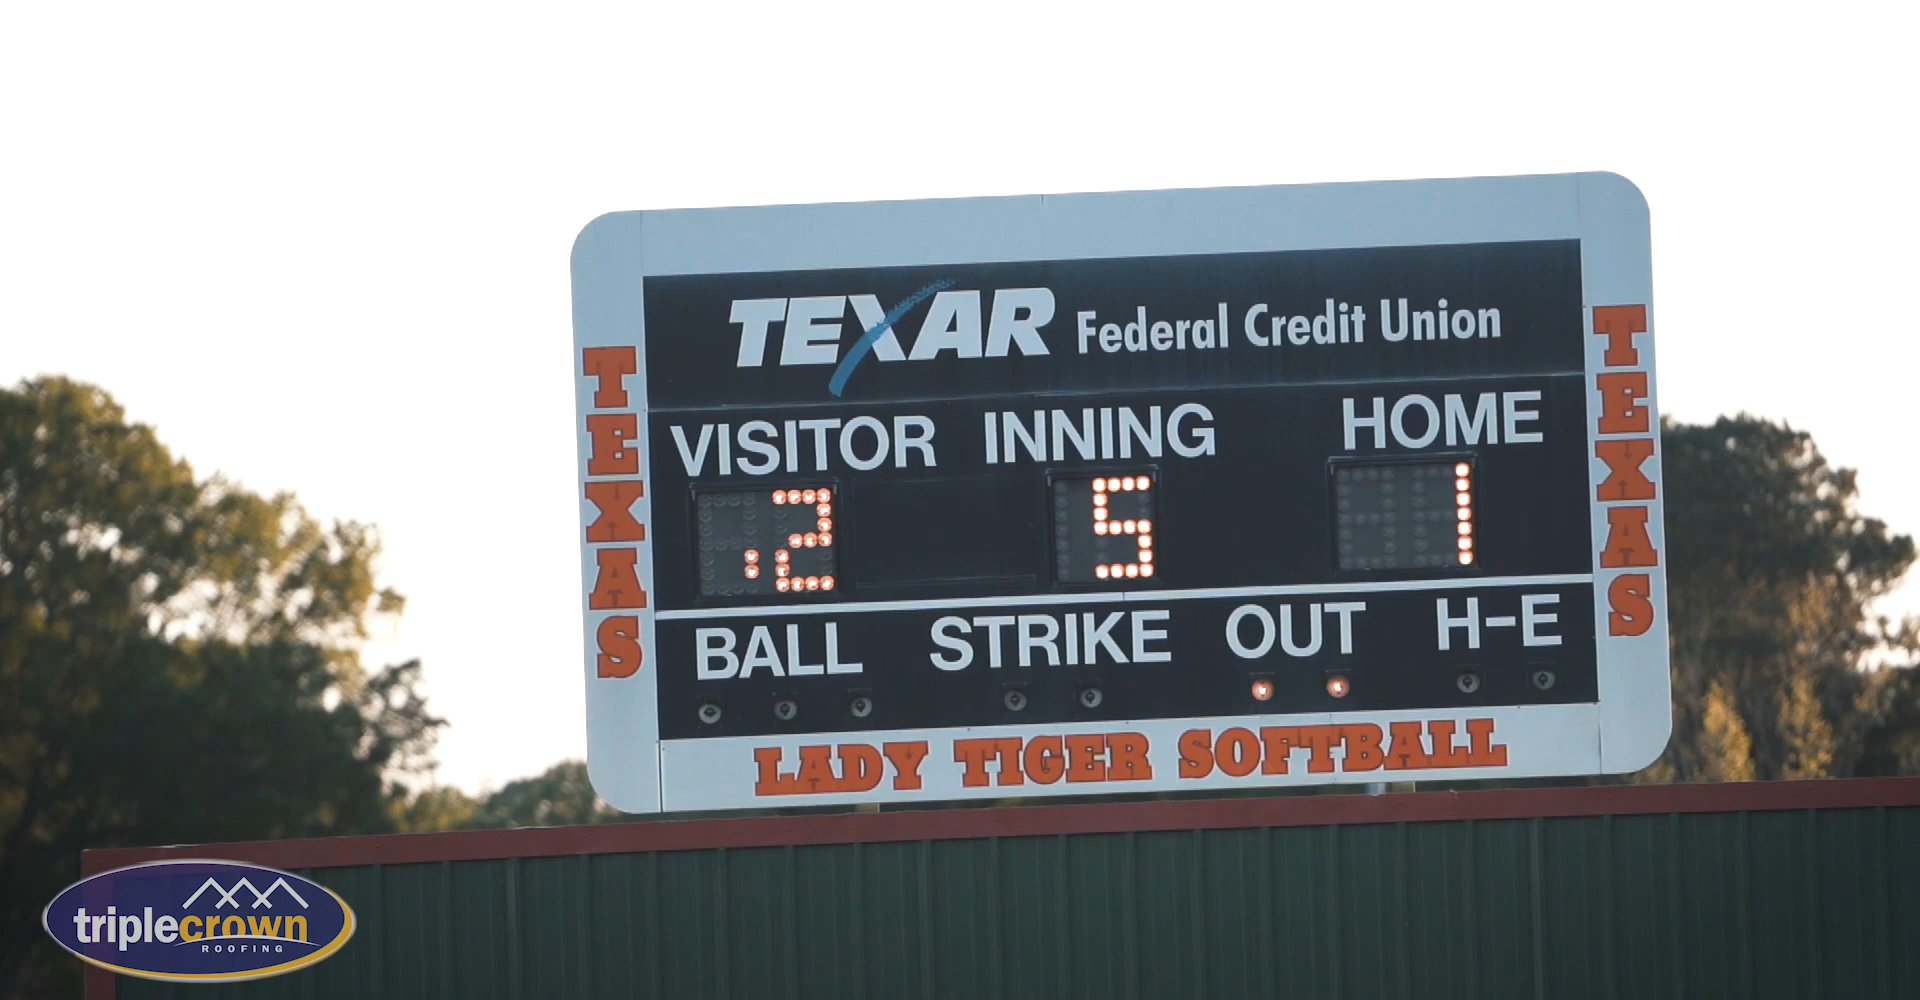 TEXAR Federal Credit Union
VISITOR INNING HOME
5 1
BALL STRIKE OUT H-E
LADY TIGER SOFTBALL
TEXAS
TEXAS
triplecrown
ROOFING